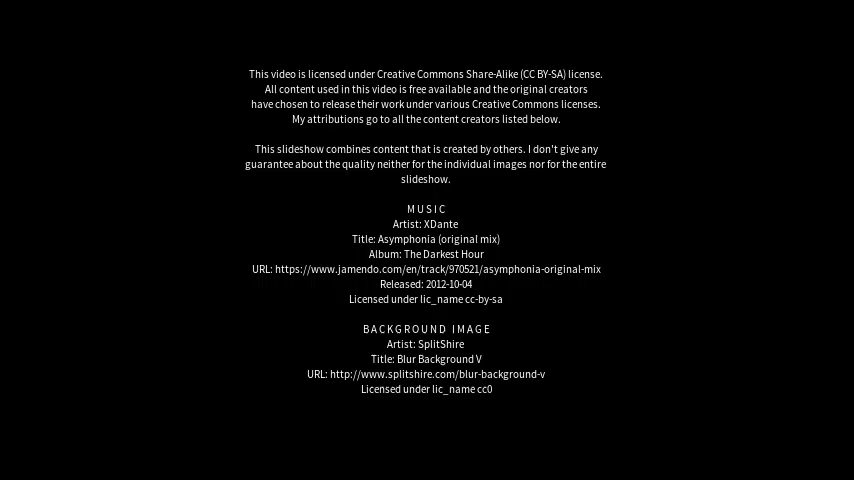 This video is licensed under Creative Commons Share-Alike (CC BY-SA) license.
All content used in this video is free available and the original creators
have chosen to release their work under various Creative Commons licenses.
My attributions go to all the content creators listed below.
This slideshow combines content that is created by others. I don't give any
guarantee about the quality neither for the individual images nor for the entire
slideshow.
MUSIC
Artist: XDante
Title: Asymphonia (original mix)
Album: The Darkest Hour
URL: https://www.jamendo.com/en/track/970521/asymphonia-original-mix
Released: 2012-10-04
Licensed under lic_name cc-by-sa
BACKGROUND IMAGE
Artist: SplitShire
Title: Blur Background V
URL: http://www.splitshire.com/blur-background-v
Licensed under lic_name cc0